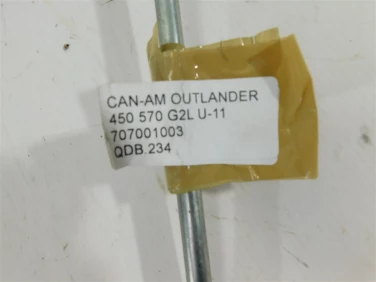 CAN-AM OUTLANDER
450 570 G2L U-11
707001003
QDB.234